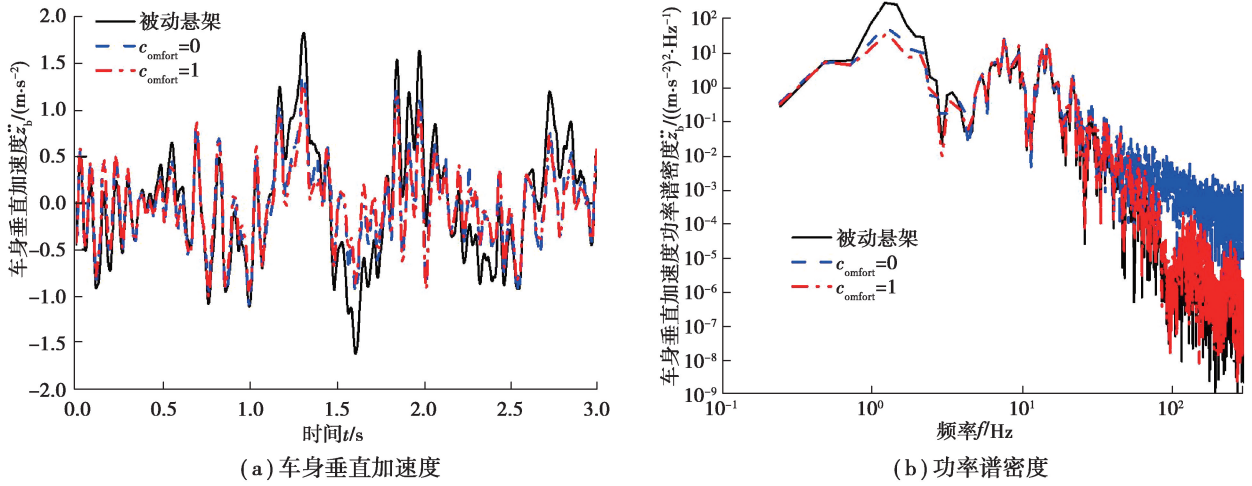 车身垂直加速度z̈b/(m·s⁻²)
2.0
1.5
1.0
0.5
0.0
−0.5
−1.0
−1.5
−2.0
被动悬架
comfort=0
comfort=1
0.0 0.5 1.0 1.5 2.0 2.5 3.0
时间t/s
(a)车身垂直加速度
车身垂直加速度功率谱密度z̈b/((m·s⁻²)²·Hz⁻¹)
10²
10¹
10⁰
10⁻¹
10⁻²
10⁻³
10⁻⁴
10⁻⁵
10⁻⁶
10⁻⁷
10⁻⁸
10⁻⁹
被动悬架
comfort=0
comfort=1
10⁻¹ 10⁰ 10¹ 10²
频率f/Hz
(b)功率谱密度